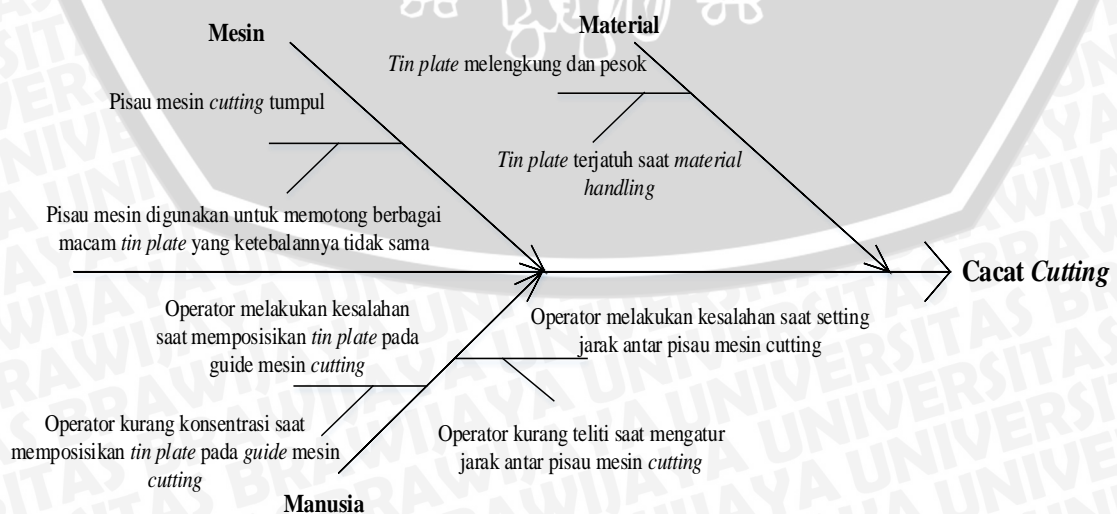 Mesin
Material
Tin plate melengkung dan pesok
Pisau mesin cutting tumpul
Tin plate terjatuh saat material
handling
Pisau mesin digunakan untuk memotong berbagai
macam tin plate yang ketebalannya tidak sama
Cacat Cutting
Operator melakukan kesalahan
saat memposisikan tin plate pada
guide mesin cutting
Operator melakukan kesalahan saat setting
jarak antar pisau mesin cutting
Operator kurang konsentrasi saat
memposisikan tin plate pada guide mesin
cutting
Operator kurang teliti saat mengatur
jarak antar pisau mesin cutting
Manusia